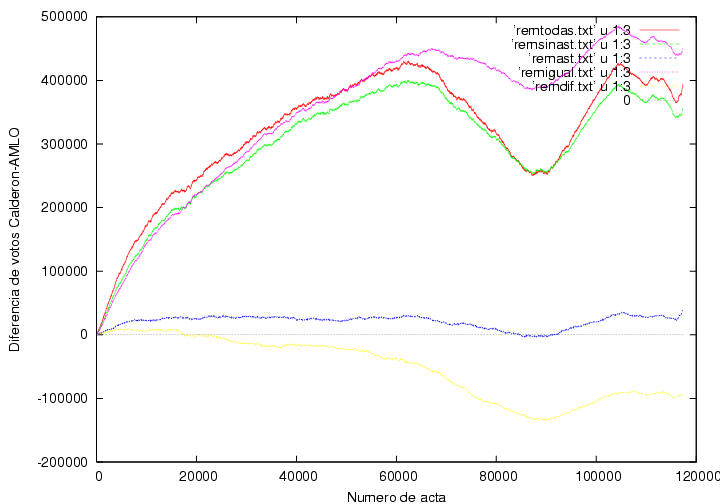 500000
400000
300000
200000
100000
0
-100000
-200000
Diferencia de votos Calderon-AMLO
'remtodas.txt' u 1:3
'remsinast.txt' u 1:3
'remast.txt' u 1:3
'remigual.txt' u 1:3
'remdif.txt' u 1:3
0
0 20000 40000 60000 80000 100000 120000
Numero de acta